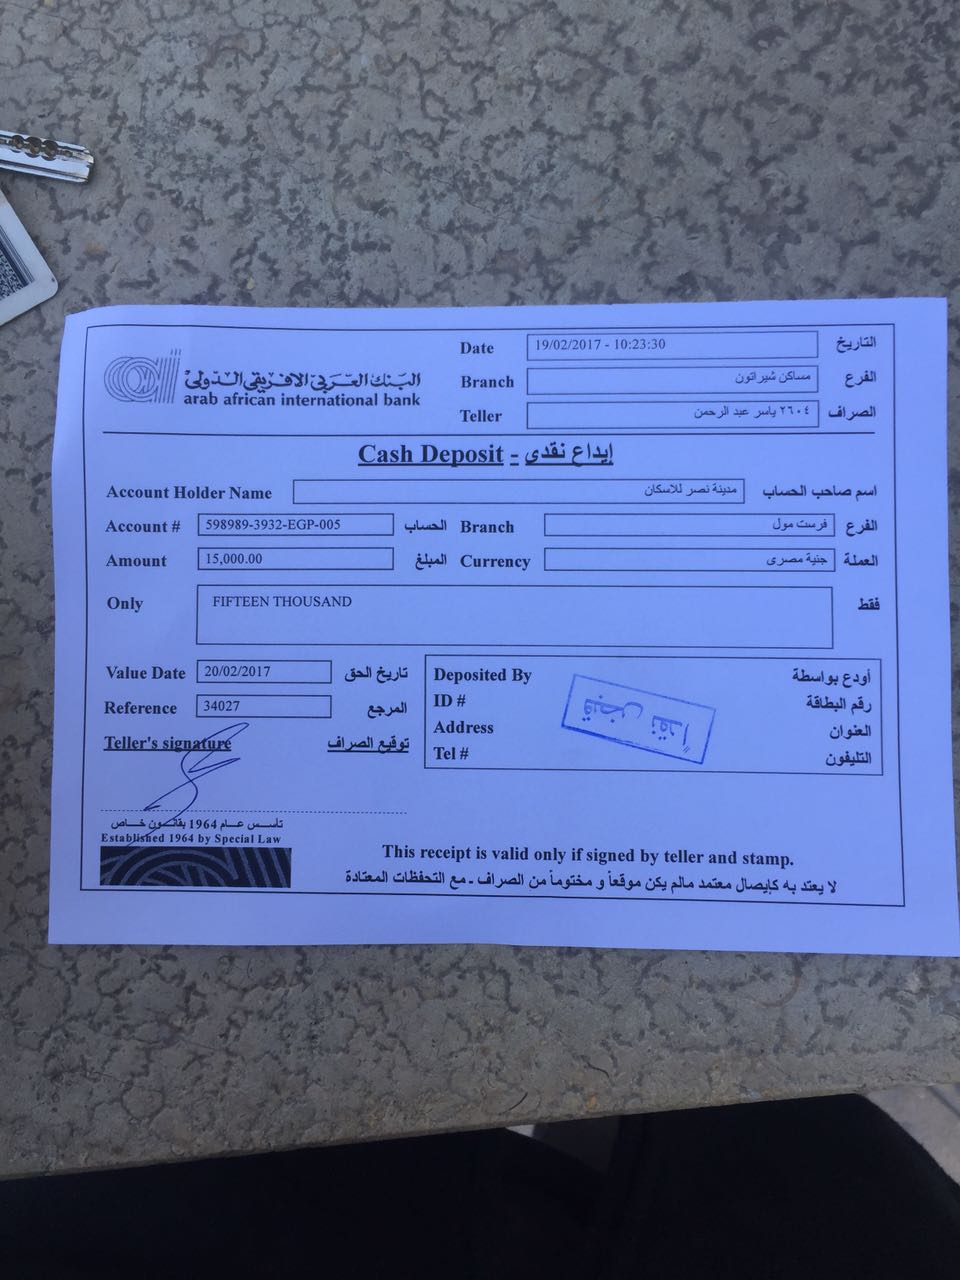 البنك العربي الافريقي الدولي
arab african international bank
Date 19/02/2017 - 10:23:30 التاريخ
Branch مساكن شيراتون الفرع
Teller ٢٦٠٤ ياسر عبد الرحمن الصراف
Cash Deposit - إيداع نقدى
Account Holder Name مدينة نصر للاسكان اسم صاحب الحساب
Account # 598989-3932-EGP-005 الحساب Branch فرست مول الفرع
Amount 15,000.00 المبلغ Currency جنية مصرى العملة
Only FIFTEEN THOUSAND فقط
Value Date 20/02/2017 تاريخ الحق
Reference 34027 المرجع
Teller's signature توقيع الصراف
Deposited By أودع بواسطة
ID # رقم البطاقة
Address العنوان
Tel # التليفون
قبض نقداً
تأسس عام 1964 بقانون خاص
Established 1964 by Special Law
This receipt is valid only if signed by teller and stamp.
لا يعتد به كإيصال معتمد مالم يكن موقعاً و مختوماً من الصراف - مع التحفظات المعتادة